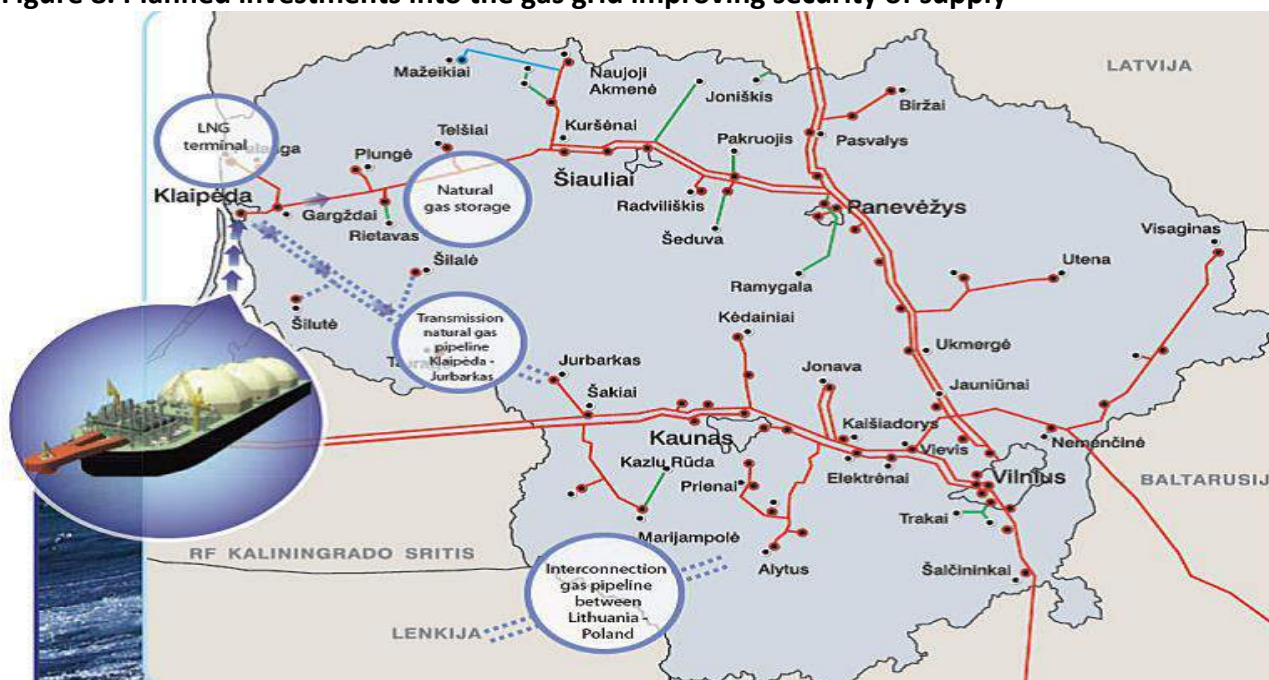 Figure 8. Planned investments into the gas grid improving security of supply
LATVIJA
Mažeikiai
Naujoji
Akmenė
Joniškis
Biržai
LNG
terminal
Telšiai
Kuršėnai
Pakruojis
Pasvalys
Plungė
Šiauliai
Natural
gas storage
Klaipėda
Gargždai
Rietavas
Radviliškis
Panevėžys
Šeduva
Visaginas
Utena
Šilalė
Ramygala
Šilutė
Transmission
natural gas
pipeline
Klaipėda -
Jurbarkas
Kėdainiai
Ukmergė
Jurbarkas
Jonava
Jauniūnai
Šakiai
Kaišiadorys
Kaunas
Vievis
Nemenčinė
Kazlų Rūda
Prienai
Elektrėnai
Vilnius
BALTARUSIJ
Trakai
RF KALININGRADO SRITIS
Marijampolė
Alytus
Šalčininkai
Interconnection
gas pipeline
between
Lithuania -
Poland
LENKIJA